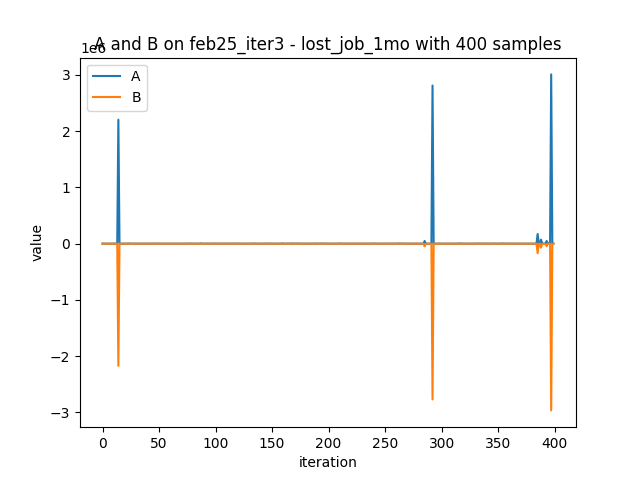 A and B on feb25_iter3 - lost_job_1mo with 400 samples
1e6
A
B
3
2
1
0
−1
−2
−3
value
0
50
100
150
200
250
300
350
400
iteration